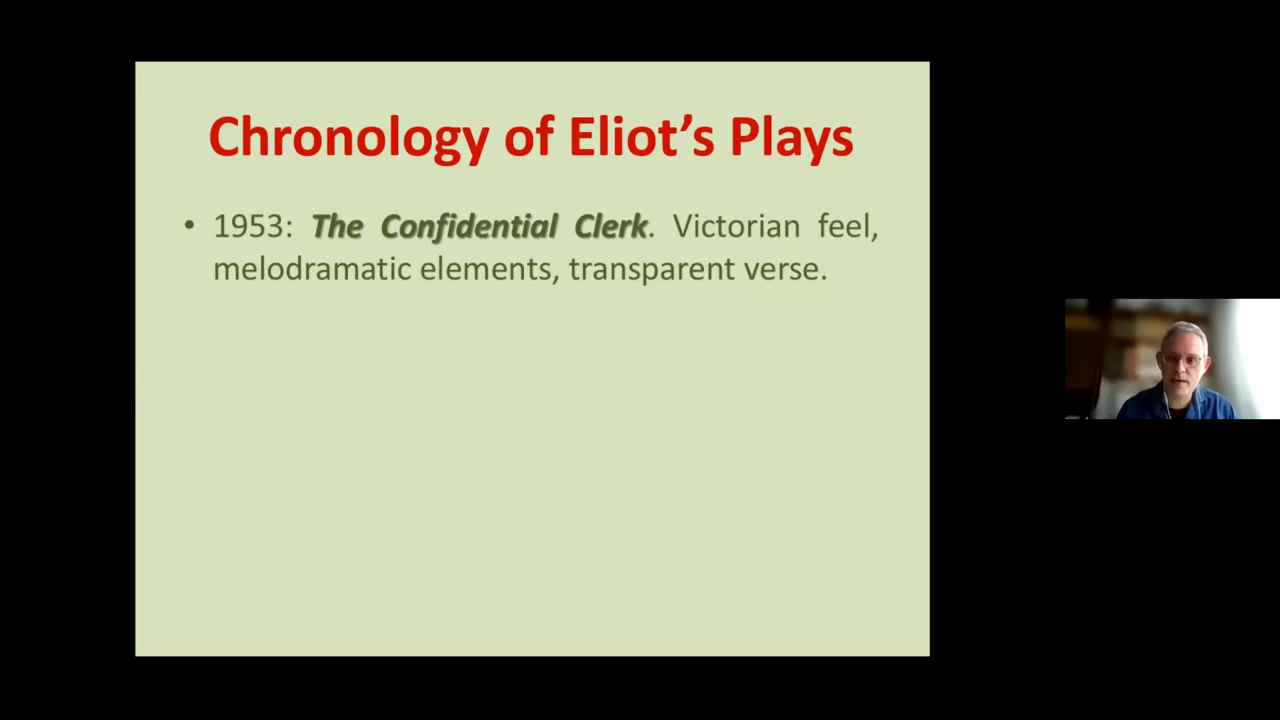 Chronology of Eliot’s Plays
• 1953: The Confidential Clerk. Victorian feel,
melodramatic elements, transparent verse.